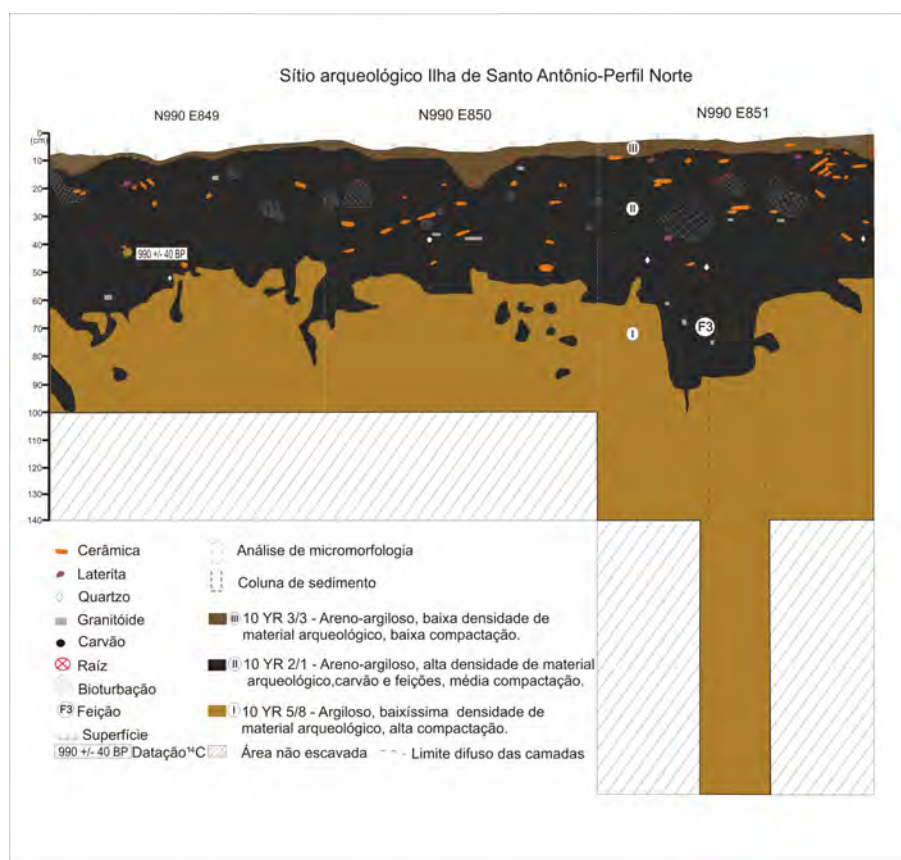 Sítio arqueológico Ilha de Santo Antônio-Perfil Norte
N990 E849
N990 E850
N990 E851
0
(cm)
10
20
30
40
50
60
70
80
90
100
110
120
130
140
III
II
990 +/- 40 BP
I
F3
Cerâmica
Laterita
Quartzo
Granitóide
Carvão
Raíz
Bioturbação
F3 Feição
Superfície
990 +/- 40 BP Datação¹⁴C
Análise de micromorfologia
Coluna de sedimento
III 10 YR 3/3 - Areno-argiloso, baixa densidade de
material arqueológico, baixa compactação.
II 10 YR 2/1 - Areno-argiloso, alta densidade de material
arqueológico,carvão e feições, média compactação.
I 10 YR 5/8 - Argiloso, baixíssima densidade de
material arqueológico, alta compactação.
Área não escavada
Limite difuso das camadas